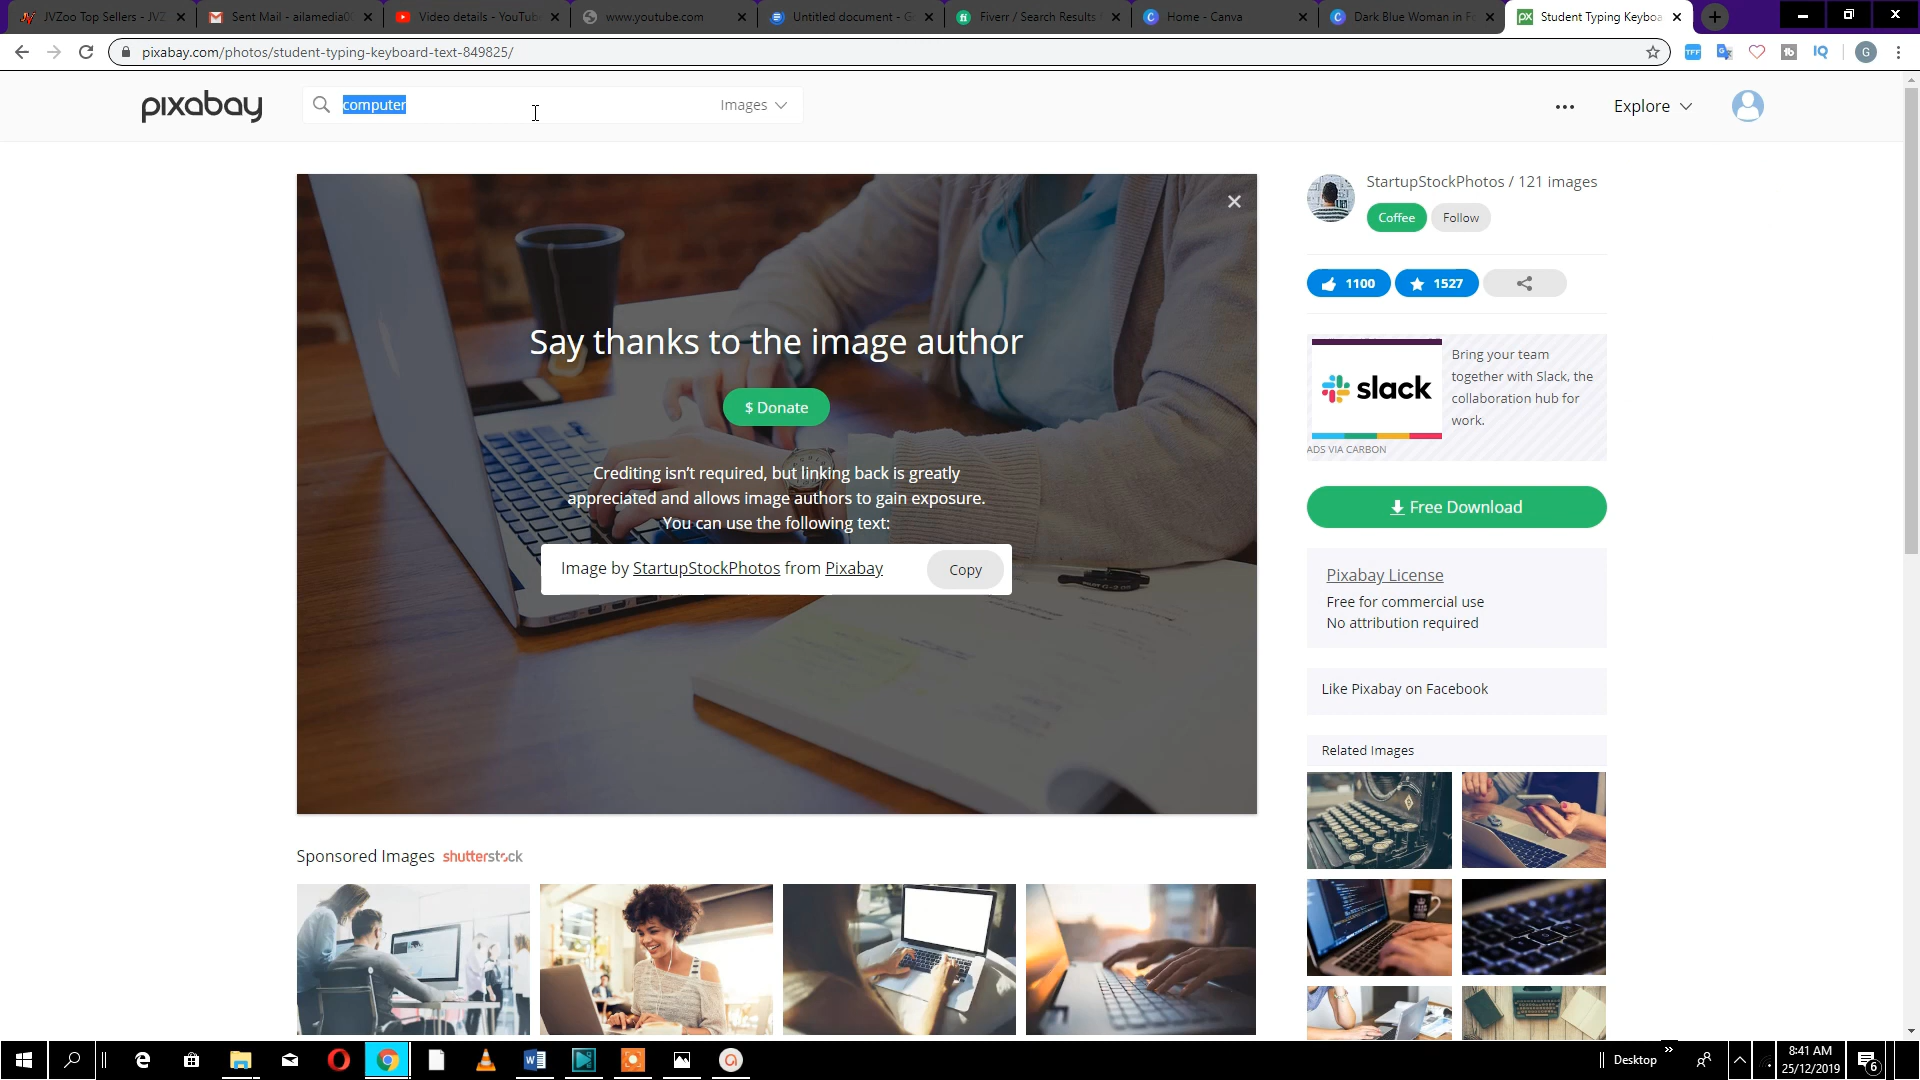 JVZoo Top Sellers - JVZ
Sent Mail - ailamedia0
Video details - YouTub
www.youtube.com
Untitled document - G
Fiverr / Search Results
Home - Canva
Dark Blue Woman in F
Student Typing Keyboa
pixabay.com/photos/student-typing-keyboard-text-849825/
TFF
G
pixabay
computer
Images
Explore
StartupStockPhotos / 121 images
Coffee
Follow
1100
1527
Say thanks to the image author
$ Donate
Crediting isn't required, but linking back is greatly
appreciated and allows image authors to gain exposure.
You can use the following text:
Image by StartupStockPhotos from Pixabay
Copy
slack
Bring your team
together with Slack, the
collaboration hub for
work.
ADS VIA CARBON
Free Download
Pixabay License
Free for commercial use
No attribution required
Like Pixabay on Facebook
Related Images
Sponsored Images shutterstock
Desktop
8:41 AM
25/12/2019
6